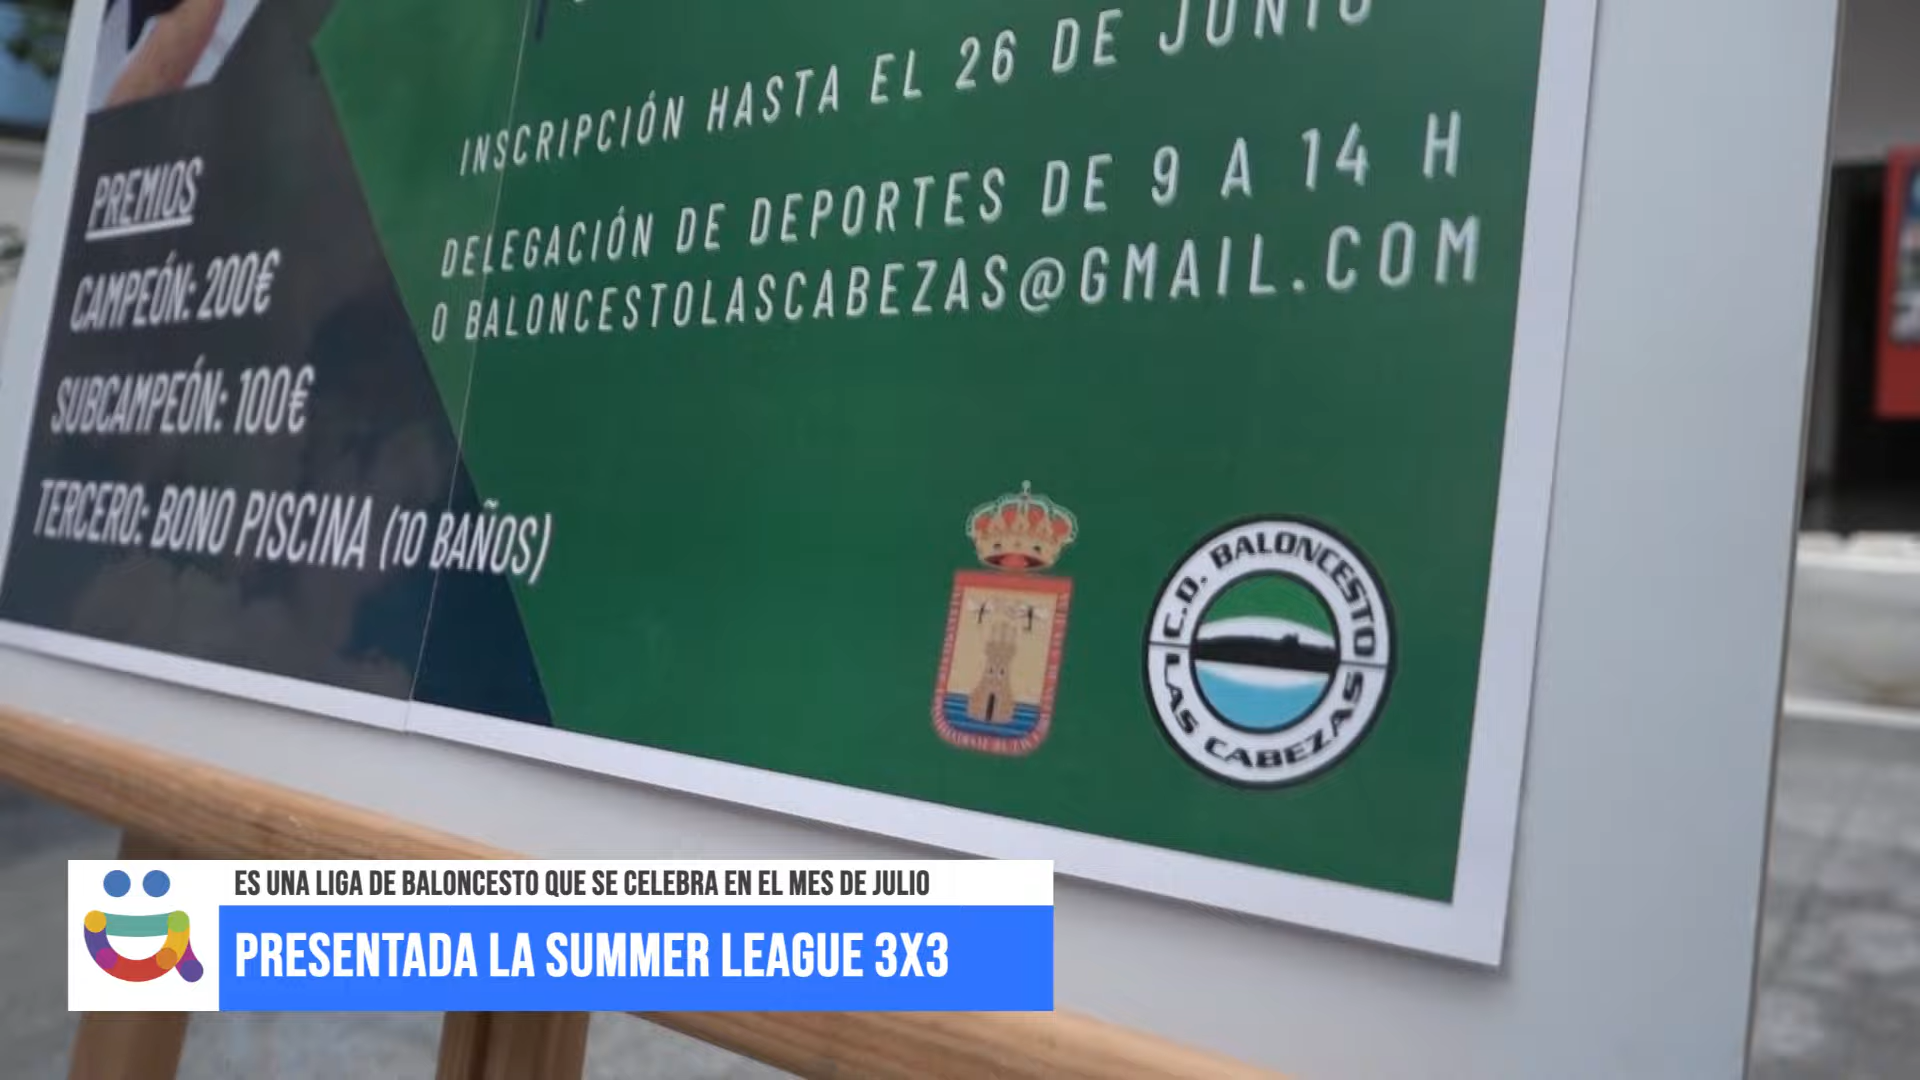 INSCRIPCIÓN HASTA EL 26 DE JUNIO
DELEGACIÓN DE DEPORTES DE 9 A 14 H
O BALONCESTOLASCABEZAS@GMAIL.COM
PREMIOS
CAMPEÓN: 200€
SUBCAMPEÓN: 100€
TERCERO: BONO PISCINA (10 BAÑOS)
C.D. BALONCESTO
LAS CABEZAS
ES UNA LIGA DE BALONCESTO QUE SE CELEBRA EN EL MES DE JULIO
PRESENTADA LA SUMMER LEAGUE 3X3